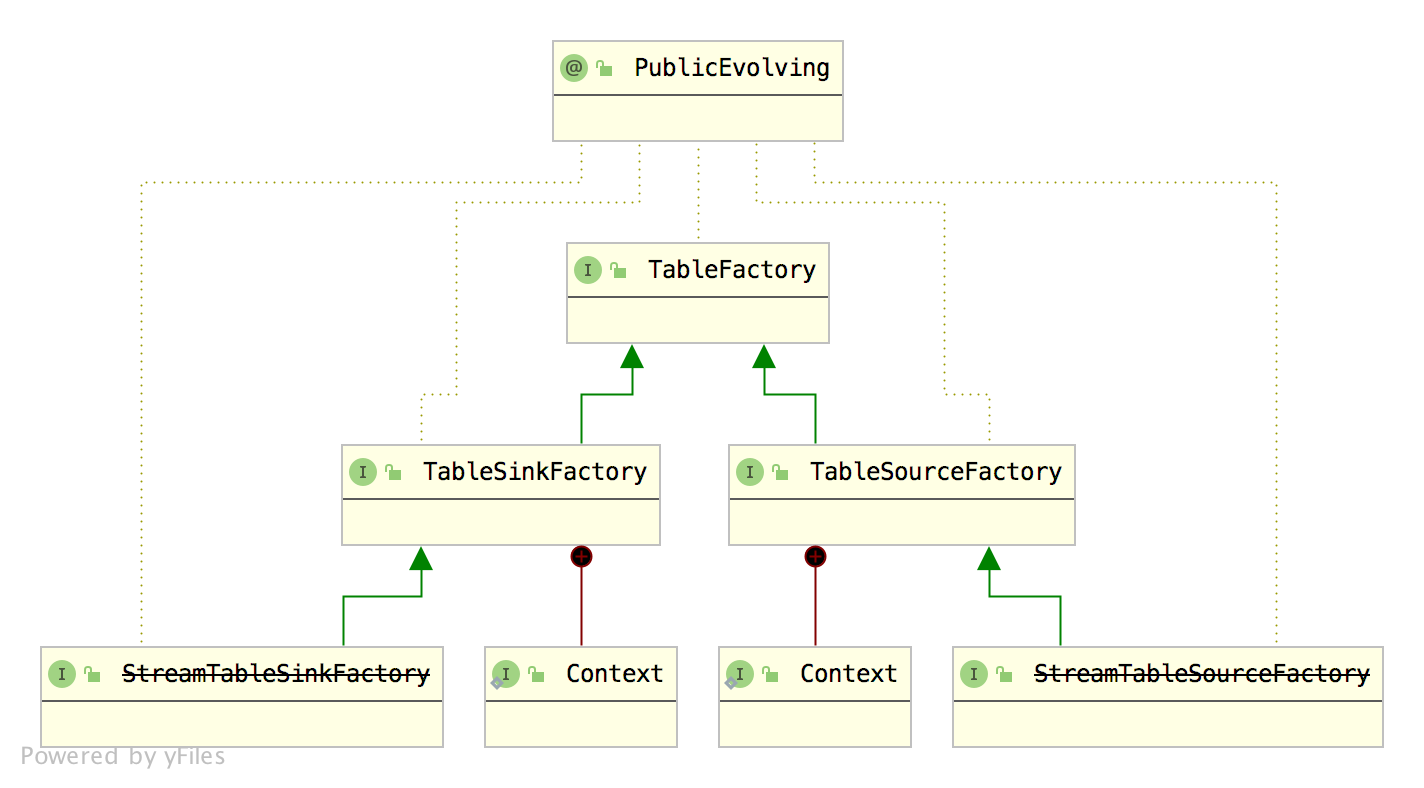 @ PublicEvolving
I TableFactory
I TableSinkFactory
I TableSourceFactory
I StreamTableSinkFactory
I Context
I Context
I StreamTableSourceFactory
Powered by yFiles